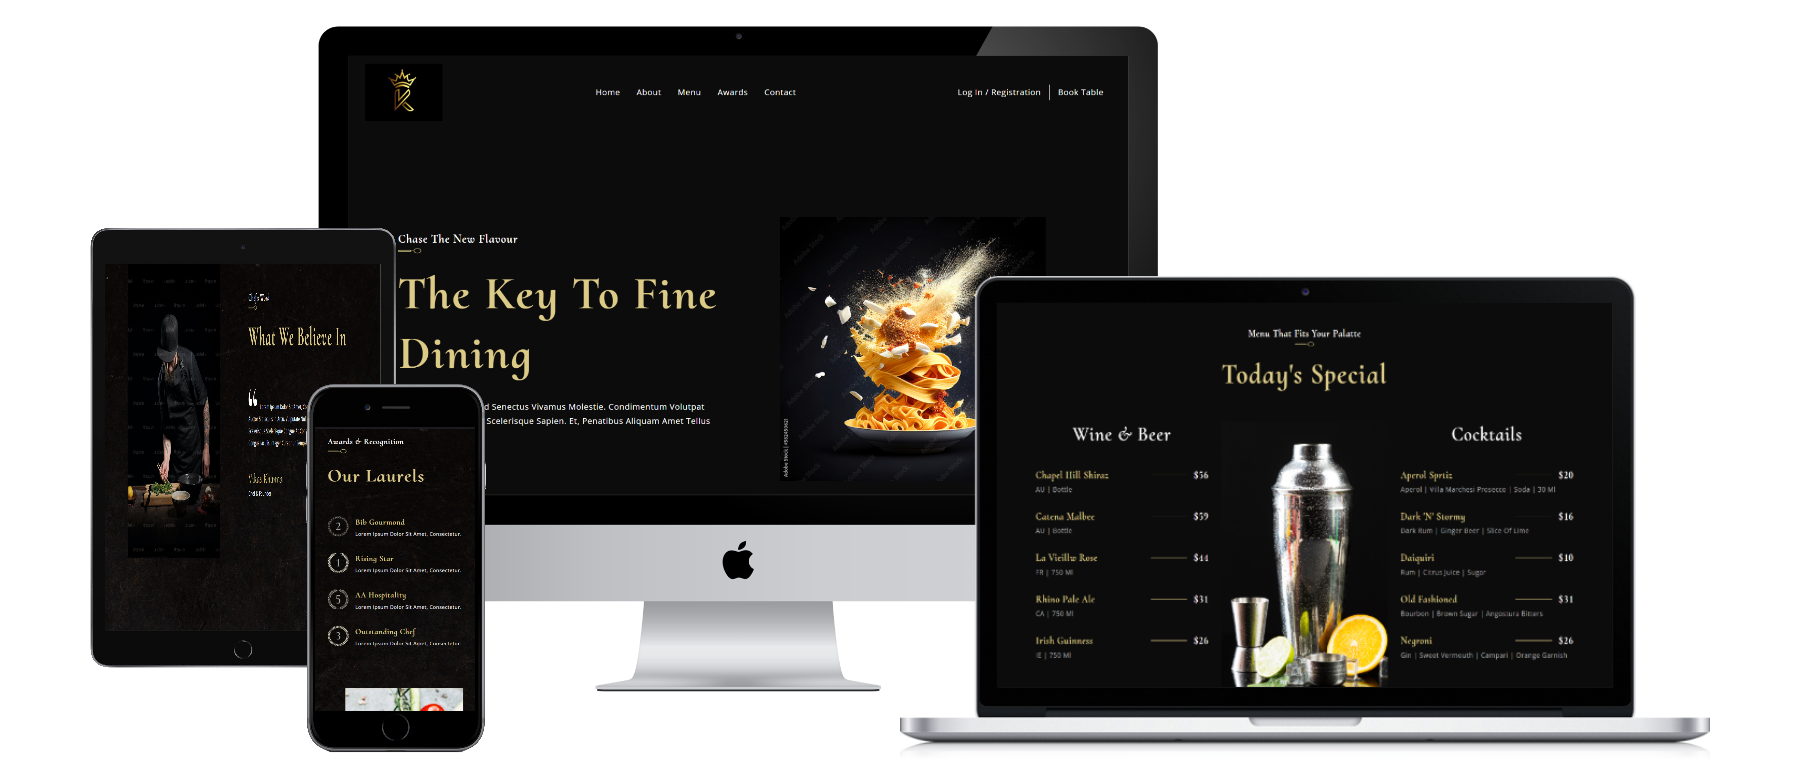 Home About Menu Awards Contact
Log In / Registration Book Table
Chase The New Flavour
The Key To Fine
Dining
d Senectus Vivamus Molestie. Condimentum Volutpat
Scelerisque Sapien. Et, Penatibus Aliquam Amet Tellus
Adobe Stock
What We Believe In
Awards & Recognition
Our Laurels
2 Bib Gourmond
Lorem Ipsum Dolor Sit Amet, Consectetur.
1 Rising Star
Lorem Ipsum Dolor Sit Amet, Consectetur.
5 AA Hospitality
Lorem Ipsum Dolor Sit Amet, Consectetur.
3 Outstanding Chef
Lorem Ipsum Dolor Sit Amet, Consectetur.
Menu That Fits Your Palatte
Today's Special
Wine & Beer
Chapel Hill Shiraz $56
AU | Bottle
Catena Malbee $59
AU | Bottle
La Vieillw Rose $44
FR | 750 Ml
Rhino Pale Ale $31
CA | 750 Ml
Irish Guinness $26
IE | 750 Ml
Cocktails
Aperol Sprtiz $20
Aperol | Villa Marchesi Prosecco | Soda | 30 Ml
Dark 'N' Stormy $16
Dark Rum | Ginger Beer | Slice Of Lime
Daiquiri $10
Rum | Citrus Juice | Sugar
Old Fashioned $31
Bourbon | Brown Sugar | Angostura Bitters
Negroni $26
Gin | Sweet Vermouth | Campari | Orange Garnish